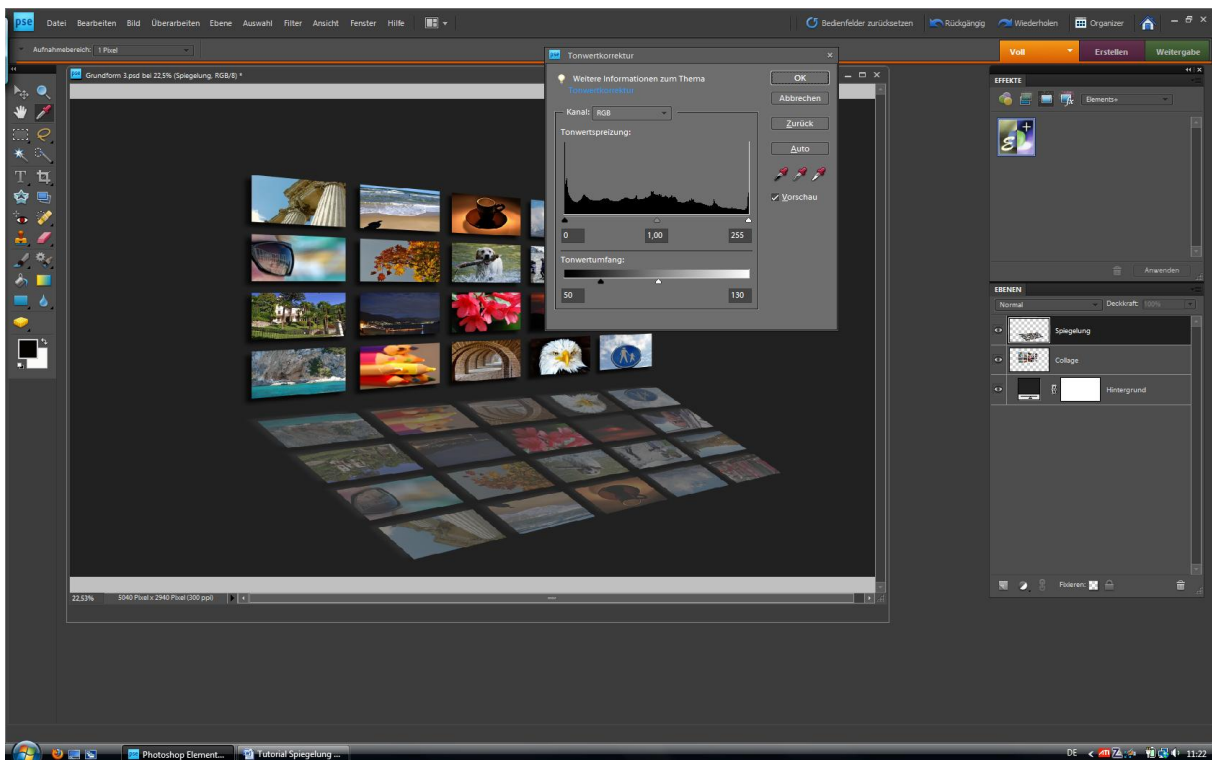 pse Datei Bearbeiten Bild Überarbeiten Ebene Auswahl Filter Ansicht Fenster Hilfe Bedienfelder zurücksetzen Rückgängig Wiederholen Organizer
Aufnahmebereich: 1 Pixel
Voll Erstellen Weitergabe
Grundform 3.psd bei 22,5% (Spiegelung, RGB/8) *
Tonwertkorrektur
Weitere Informationen zum Thema
Tonwertkorrektur
OK
Abbrechen
Zurück
Auto
Vorschau
Kanal: RGB
Tonwertspreizung:
0 1,00 255
Tonwertumfang:
50 130
EFFEKTE
Elements+
Anwenden
EBENEN
Normal Deckkraft: 100%
Spiegelung
Collage
Hintergrund
Fixieren:
22,53% 5040 Pixel x 2940 Pixel (300 ppi)
Photoshop Element... Tutorial Spiegelung ... DE ATI 11:22